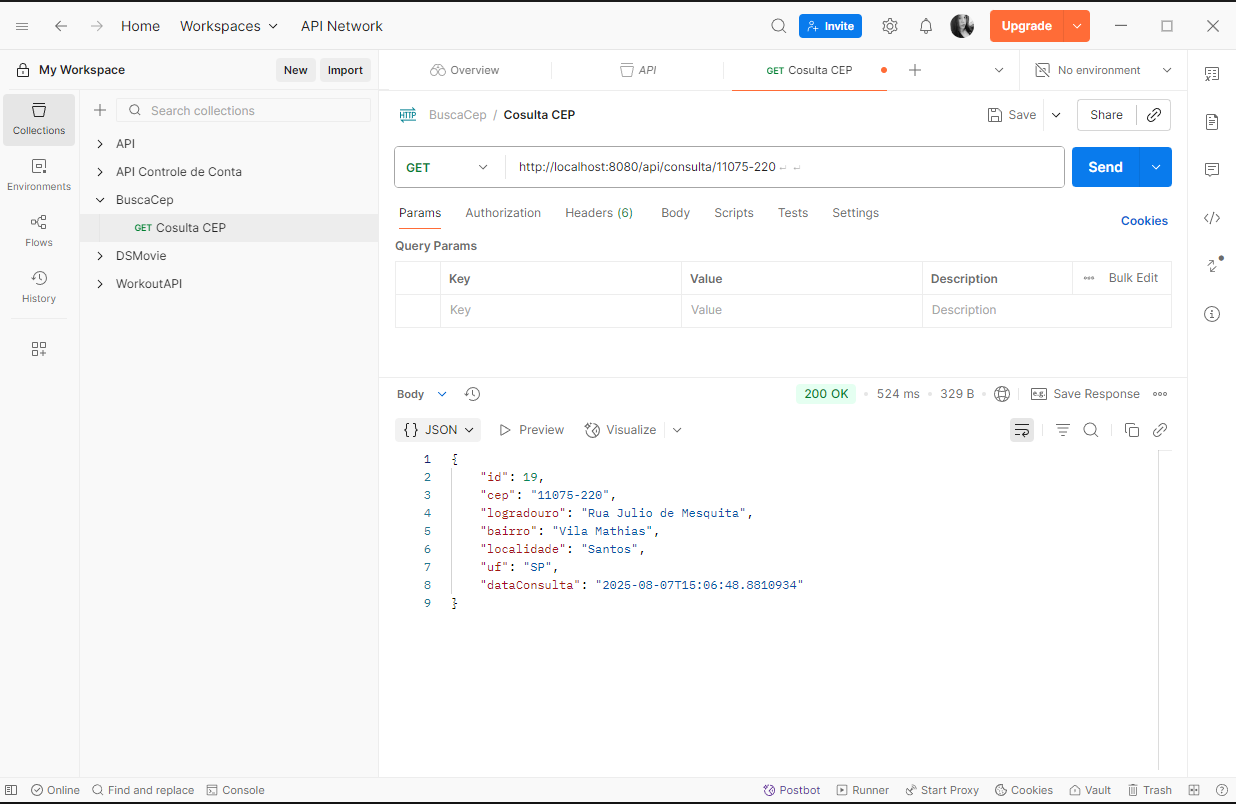 Home Workspaces API Network Invite Upgrade
My Workspace New Import Overview API GET Cosulta CEP No environment
Collections
Environments
Flows
History
Search collections
API
API Controle de Conta
BuscaCep
GET Cosulta CEP
DSMovie
WorkoutAPI
HTTP BuscaCep / Cosulta CEP Save Share
GET http://localhost:8080/api/consulta/11075-220 Send
Params Authorization Headers (6) Body Scripts Tests Settings Cookies
Query Params
Key Value Description Bulk Edit
Key Value Description
Body 200 OK 524 ms 329 B e.g. Save Response
{} JSON Preview Visualize
1 {
2 "id": 19,
3 "cep": "11075-220",
4 "logradouro": "Rua Julio de Mesquita",
5 "bairro": "Vila Mathias",
6 "localidade": "Santos",
7 "uf": "SP",
8 "dataConsulta": "2025-08-07T15:06:48.8810934"
9 }
Online Find and replace Console Postbot Runner Start Proxy Cookies Vault Trash